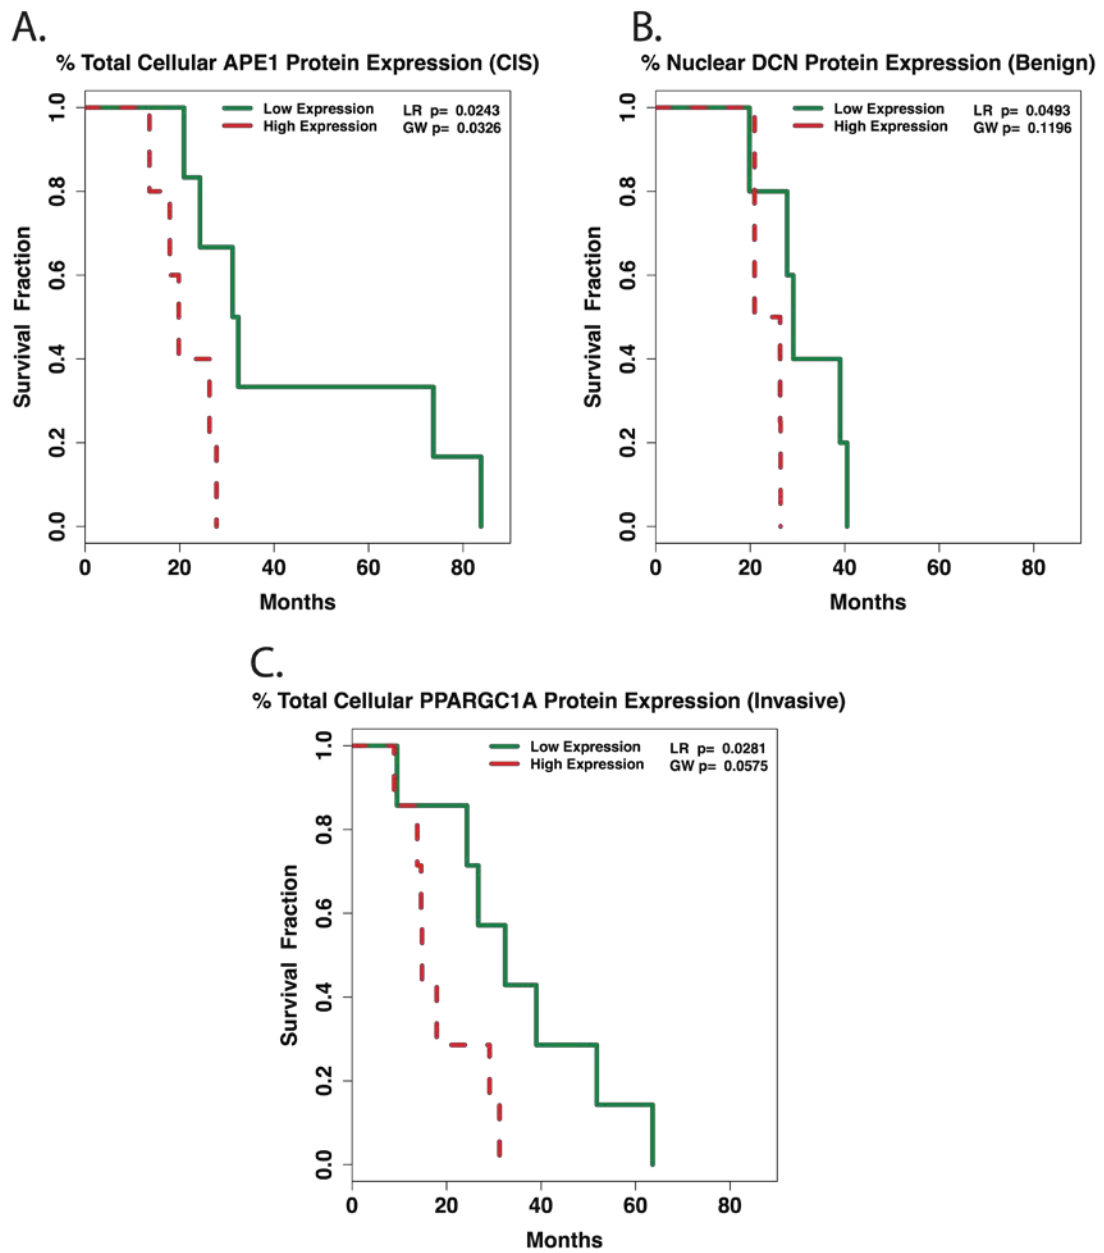 A.
% Total Cellular APE1 Protein Expression (CIS)
Low Expression LR p= 0.0243
High Expression GW p= 0.0326
Survival Fraction
1.0
0.8
0.6
0.4
0.2
0.0
0 20 40 60 80
Months
B.
% Nuclear DCN Protein Expression (Benign)
Low Expression LR p= 0.0493
High Expression GW p= 0.1196
Survival Fraction
1.0
0.8
0.6
0.4
0.2
0.0
0 20 40 60 80
Months
C.
% Total Cellular PPARGC1A Protein Expression (Invasive)
Low Expression LR p= 0.0281
High Expression GW p= 0.0575
Survival Fraction
1.0
0.8
0.6
0.4
0.2
0.0
0 20 40 60 80
Months